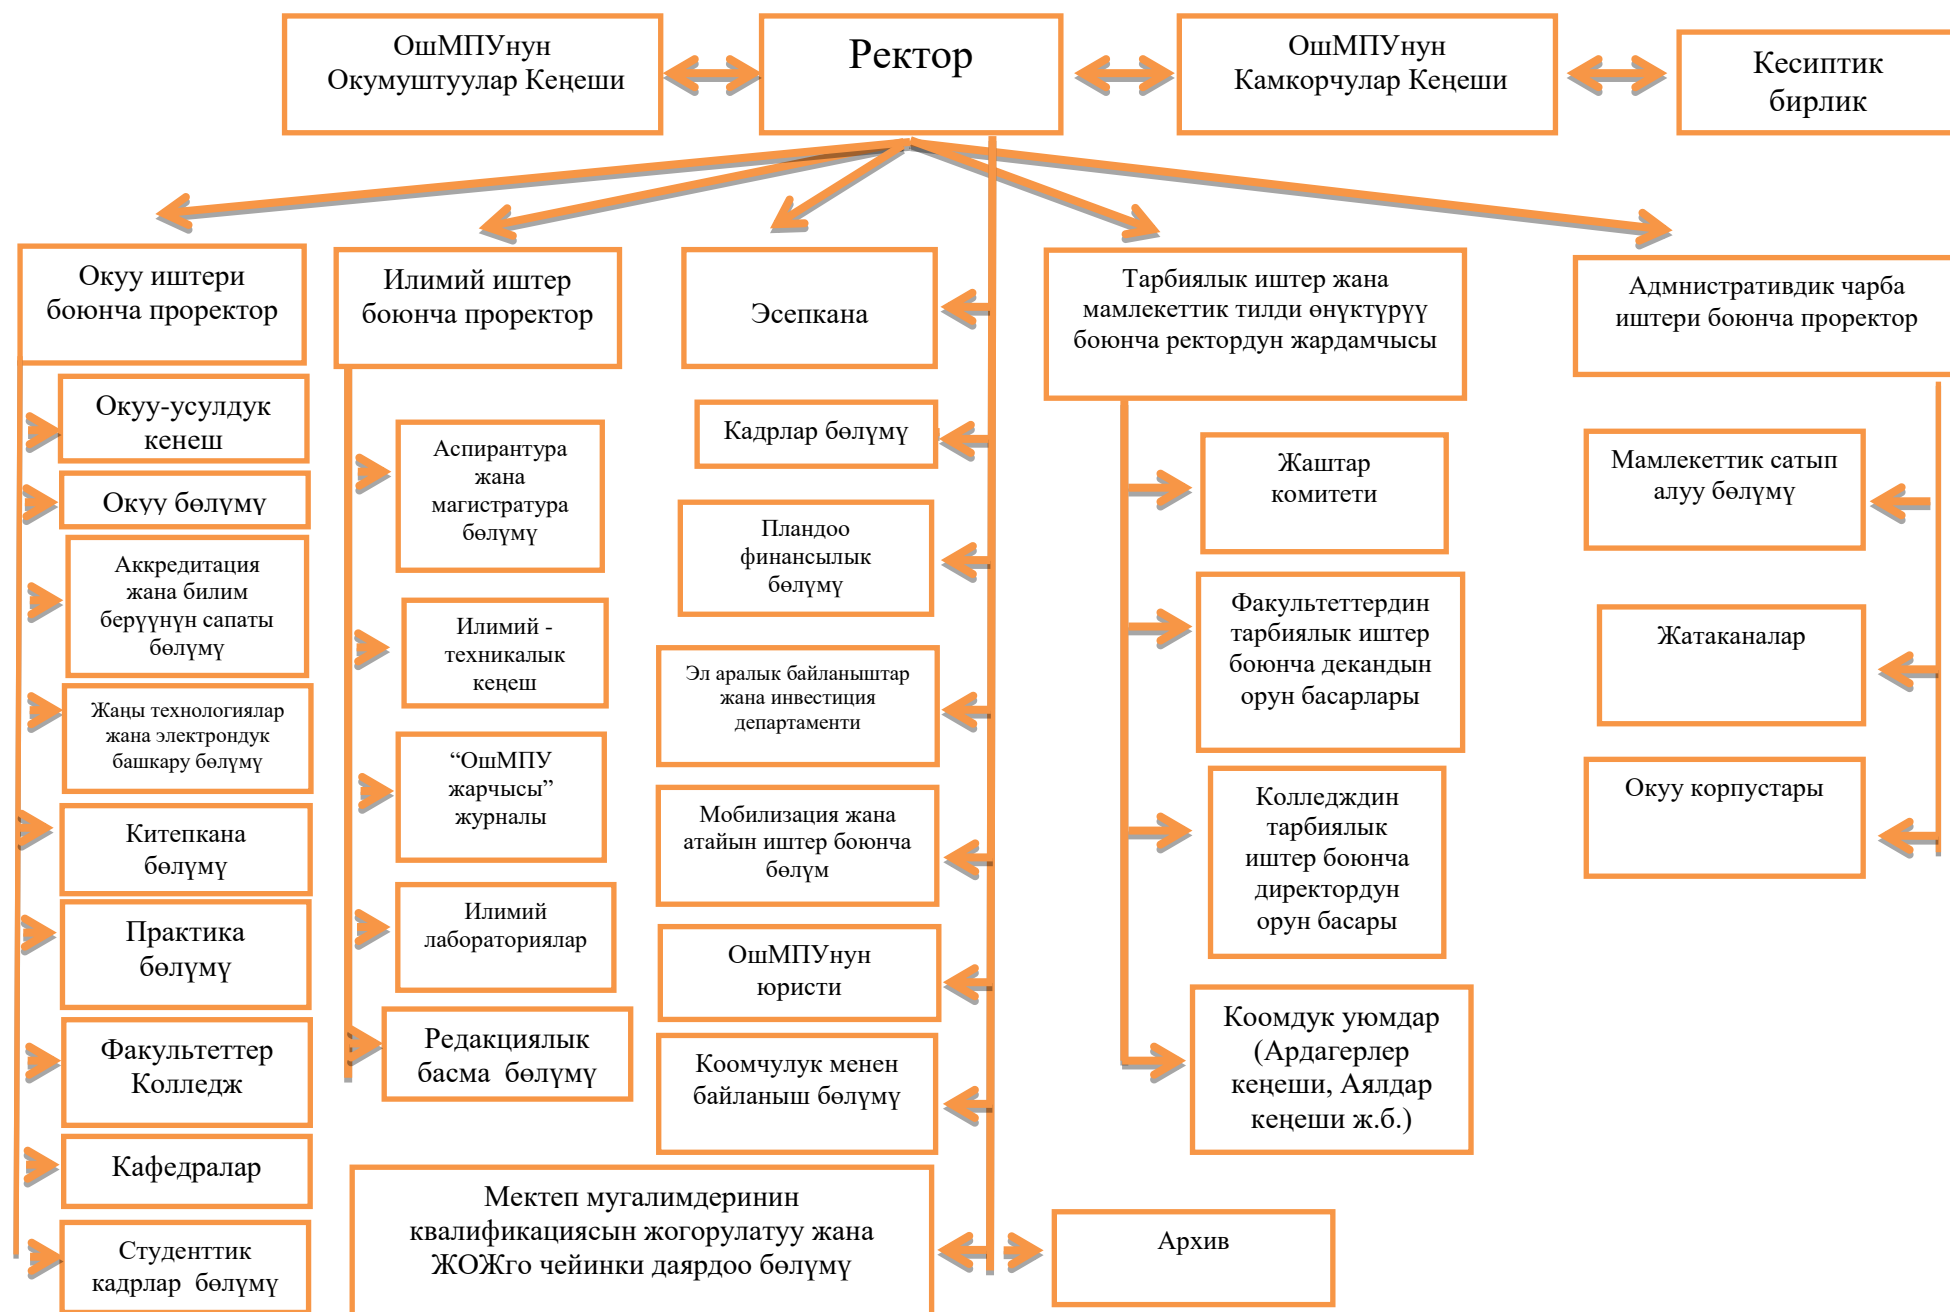 ОшМПУнун
Окумуштуулар Кеңеши
Ректор
ОшМПУнун
Камкорчулар Кеңеши
Кесиптик
бирлик
Окуу иштери
боюнча проректор
Окуу-усулдук
кенеш
Окуу бөлүмү
Аккредитация
жана билим
берүүнүн сапаты
бөлүмү
Жаңы технологиялар
жана электрондук
башкару бөлүмү
Китепкана
бөлүмү
Практика
бөлүмү
Факультеттер
Колледж
Кафедралар
Студенттик
кадрлар бөлүмү
Илимий иштер
боюнча проректор
Аспирантура
жана
магистратура
бөлүмү
Илимий -
техникалык
кеңеш
“ОшМПУ
жарчысы”
журналы
Илимий
лабораториялар
Редакциялык
басма бөлүмү
Эсепкана
Кадрлар бөлүмү
Пландоо
финансылык
бөлүмү
Эл аралык байланыштар
жана инвестиция
департаменти
Мобилизация жана
атайын иштер боюнча
бөлүм
ОшМПУнун
юристи
Коомчулук менен
байланыш бөлүмү
Мектеп мугалимдеринин
квалификациясын жогорулатуу жана
ЖОЖго чейинки даярдоо бөлүмү
Архив
Тарбиялык иштер жана
мамлекеттик тилди өнүктүрүү
боюнча ректордун жардамчысы
Жаштар
комитети
Факультеттердин
тарбиялык иштер
боюнча декандын
орун басарлары
Колледждин
тарбиялык
иштер боюнча
директордун
орун басары
Коомдук уюмдар
(Ардагерлер
кеңеши, Аялдар
кеңеши ж.б.)
Адмнистративдик чарба
иштери боюнча проректор
Мамлекеттик сатып
алуу бөлүмү
Жатаканалар
Окуу корпустары